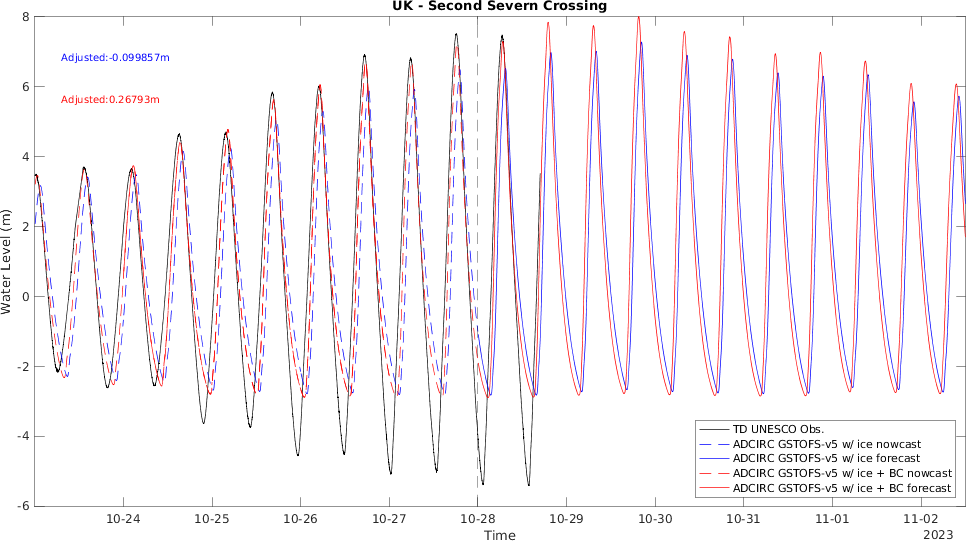 UK - Second Severn Crossing
Adjusted:-0.099857m
Adjusted:0.26793m
8
6
4
2
0
-2
-4
-6
Water Level (m)
TD UNESCO Obs.
ADCIRC GSTOFS-v5 w/ ice nowcast
ADCIRC GSTOFS-v5 w/ ice forecast
ADCIRC GSTOFS-v5 w/ ice + BC nowcast
ADCIRC GSTOFS-v5 w/ ice + BC forecast
10-24 10-25 10-26 10-27 10-28 10-29 10-30 10-31 11-01 11-02
Time
2023